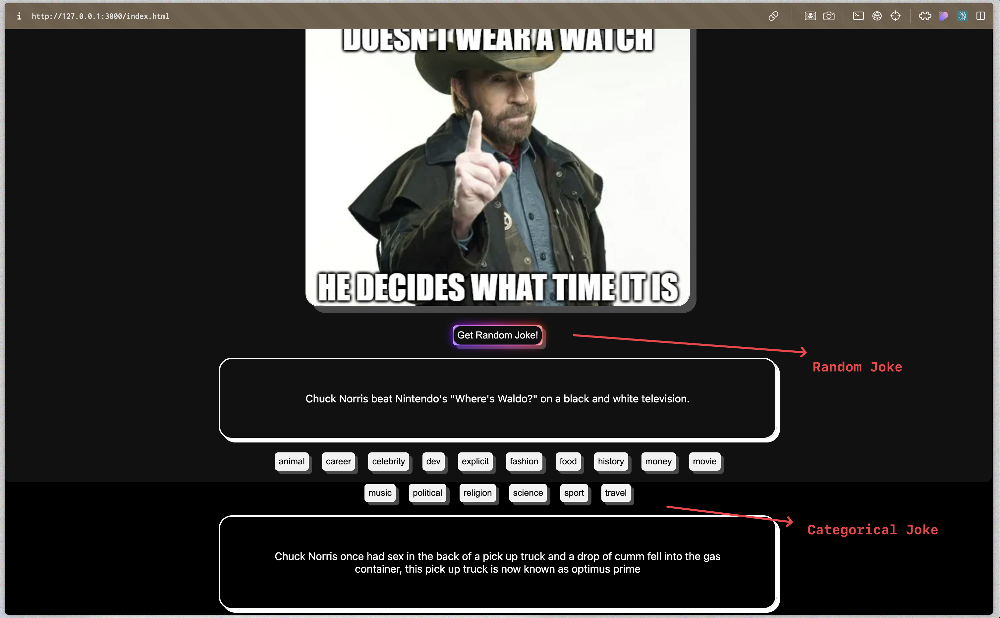 http://127.0.0.1:3000/index.html
DOESN'T WEAR A WATCH
HE DECIDES WHAT TIME IT IS
Get Random Joke!
Random Joke
Chuck Norris beat Nintendo's "Where's Waldo?" on a black and white television.
animal career celebrity dev explicit fashion food history money movie
music political religion science sport travel
Categorical Joke
Chuck Norris once had sex in the back of a pick up truck and a drop of cumm fell into the gas
container, this pick up truck is now known as optimus prime